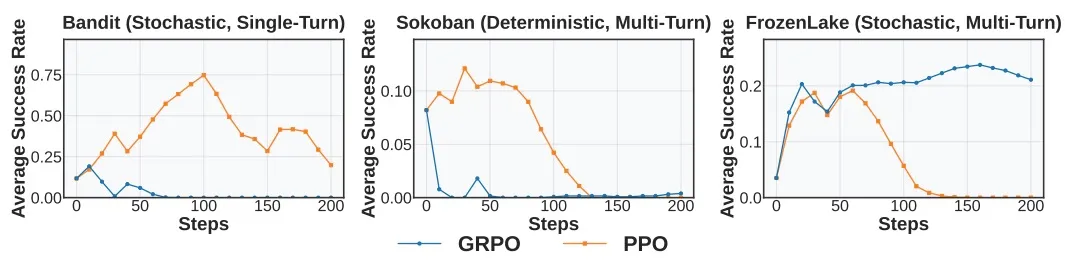 Bandit (Stochastic, Single-Turn)
Average Success Rate
0.75
0.50
0.25
0.00
0 50 100 150 200
Steps
Sokoban (Deterministic, Multi-Turn)
Average Success Rate
0.10
0.05
0.00
0 50 100 150 200
Steps
FrozenLake (Stochastic, Multi-Turn)
Average Success Rate
0.2
0.1
0.0
0 50 100 150 200
Steps
GRPO PPO